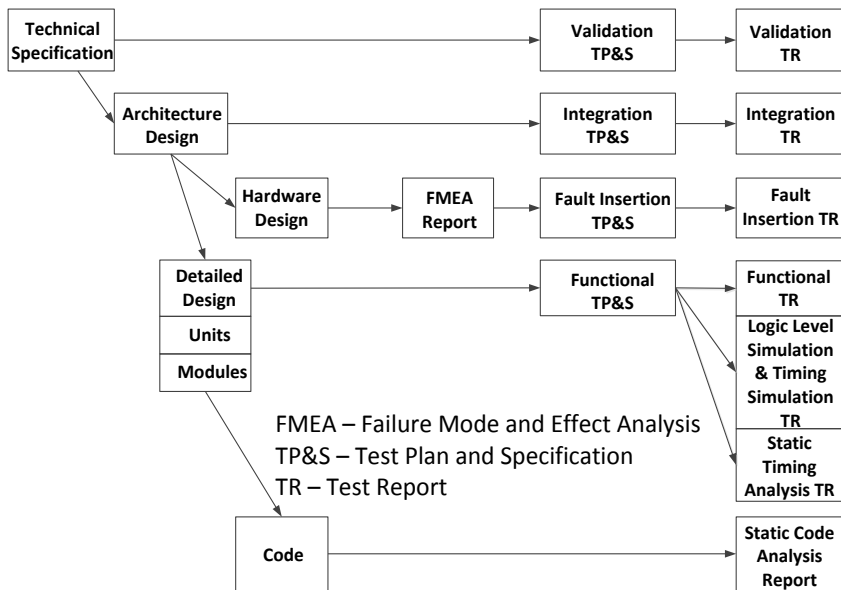 Technical
Specification
Validation
TP&S
Validation
TR
Architecture
Design
Integration
TP&S
Integration
TR
Hardware
Design
FMEA
Report
Fault Insertion
TP&S
Fault
Insertion TR
Detailed
Design
Functional
TP&S
Functional
TR
Units
Modules
Logic Level
Simulation
& Timing
Simulation
TR
Static
Timing
Analysis TR
FMEA – Failure Mode and Effect Analysis
TP&S – Test Plan and Specification
TR – Test Report
Code
Static Code
Analysis
Report